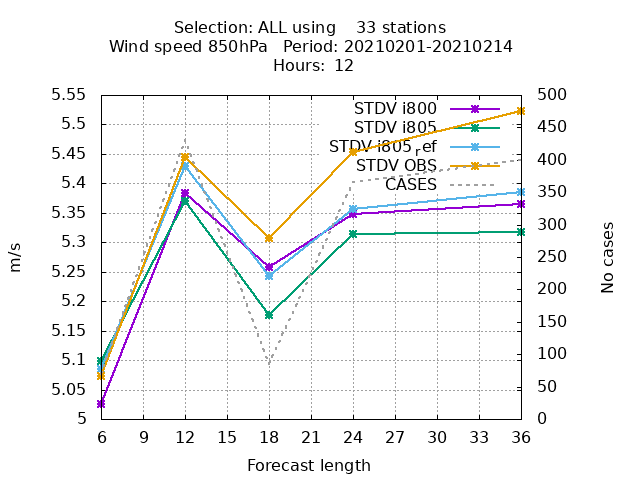 Selection: ALL using    33 stations
Wind speed 850hPa   Period: 20210201-20210214
Hours: 12
STDV i800
STDV i805
STDV i805ref
STDV OBS
CASES
5.55
5.5
5.45
5.4
5.35
5.3
5.25
5.2
5.15
5.1
5.05
5
500
450
400
350
300
250
200
150
100
50
0
m/s
No cases
6 9 12 15 18 21 24 27 30 33 36
Forecast length